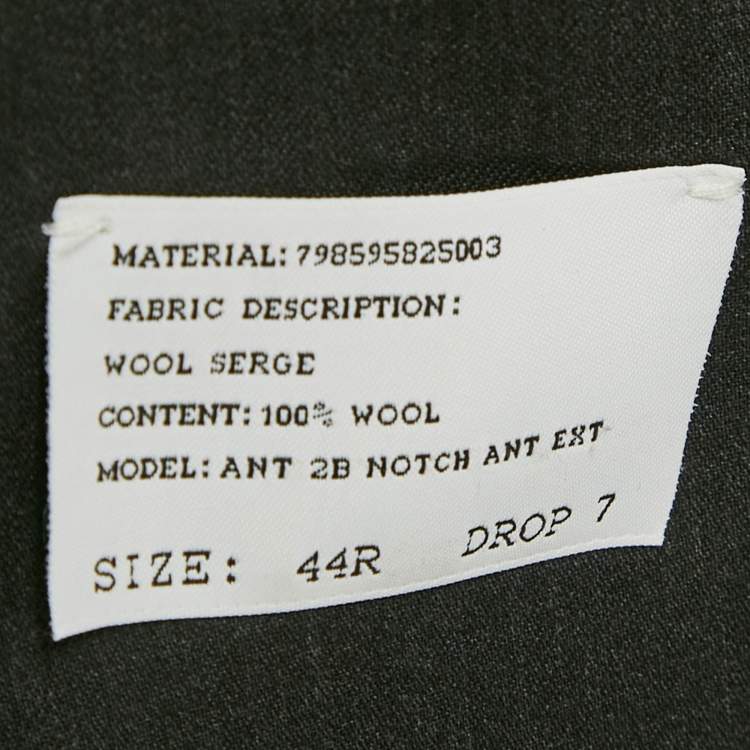 MATERIAL: 798595825003
FABRIC DESCRIPTION:
WOOL SERGE
CONTENT: 100% WOOL
MODEL: ANT 2B NOTCH ANT EXT
SIZE: 44R DROP 7